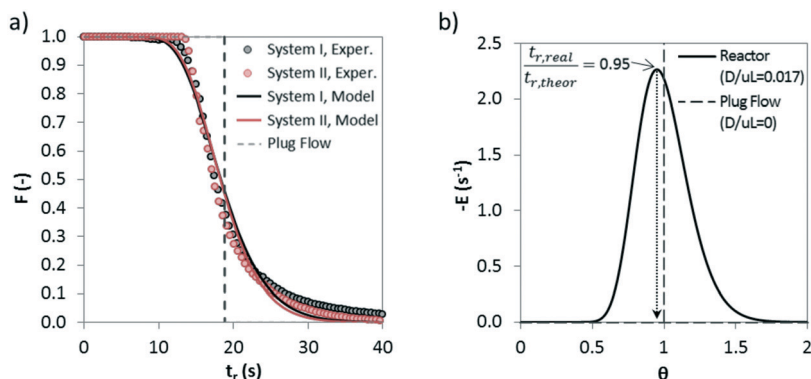 a)
F (-)
1.0
0.9
0.8
0.7
0.6
0.5
0.4
0.3
0.2
0.1
0.0
System I, Exper.
System II, Exper.
System I, Model
System II, Model
Plug Flow
0
10
20
30
40
t_r (s)
b)
-E (s⁻¹)
2.5
2.0
1.5
1.0
0.5
0.0
t_{r,real}
t_{r,theor}
= 0.95
Reactor
(D/uL=0.017)
Plug Flow
(D/uL=0)
0
0.5
1
1.5
2
θ